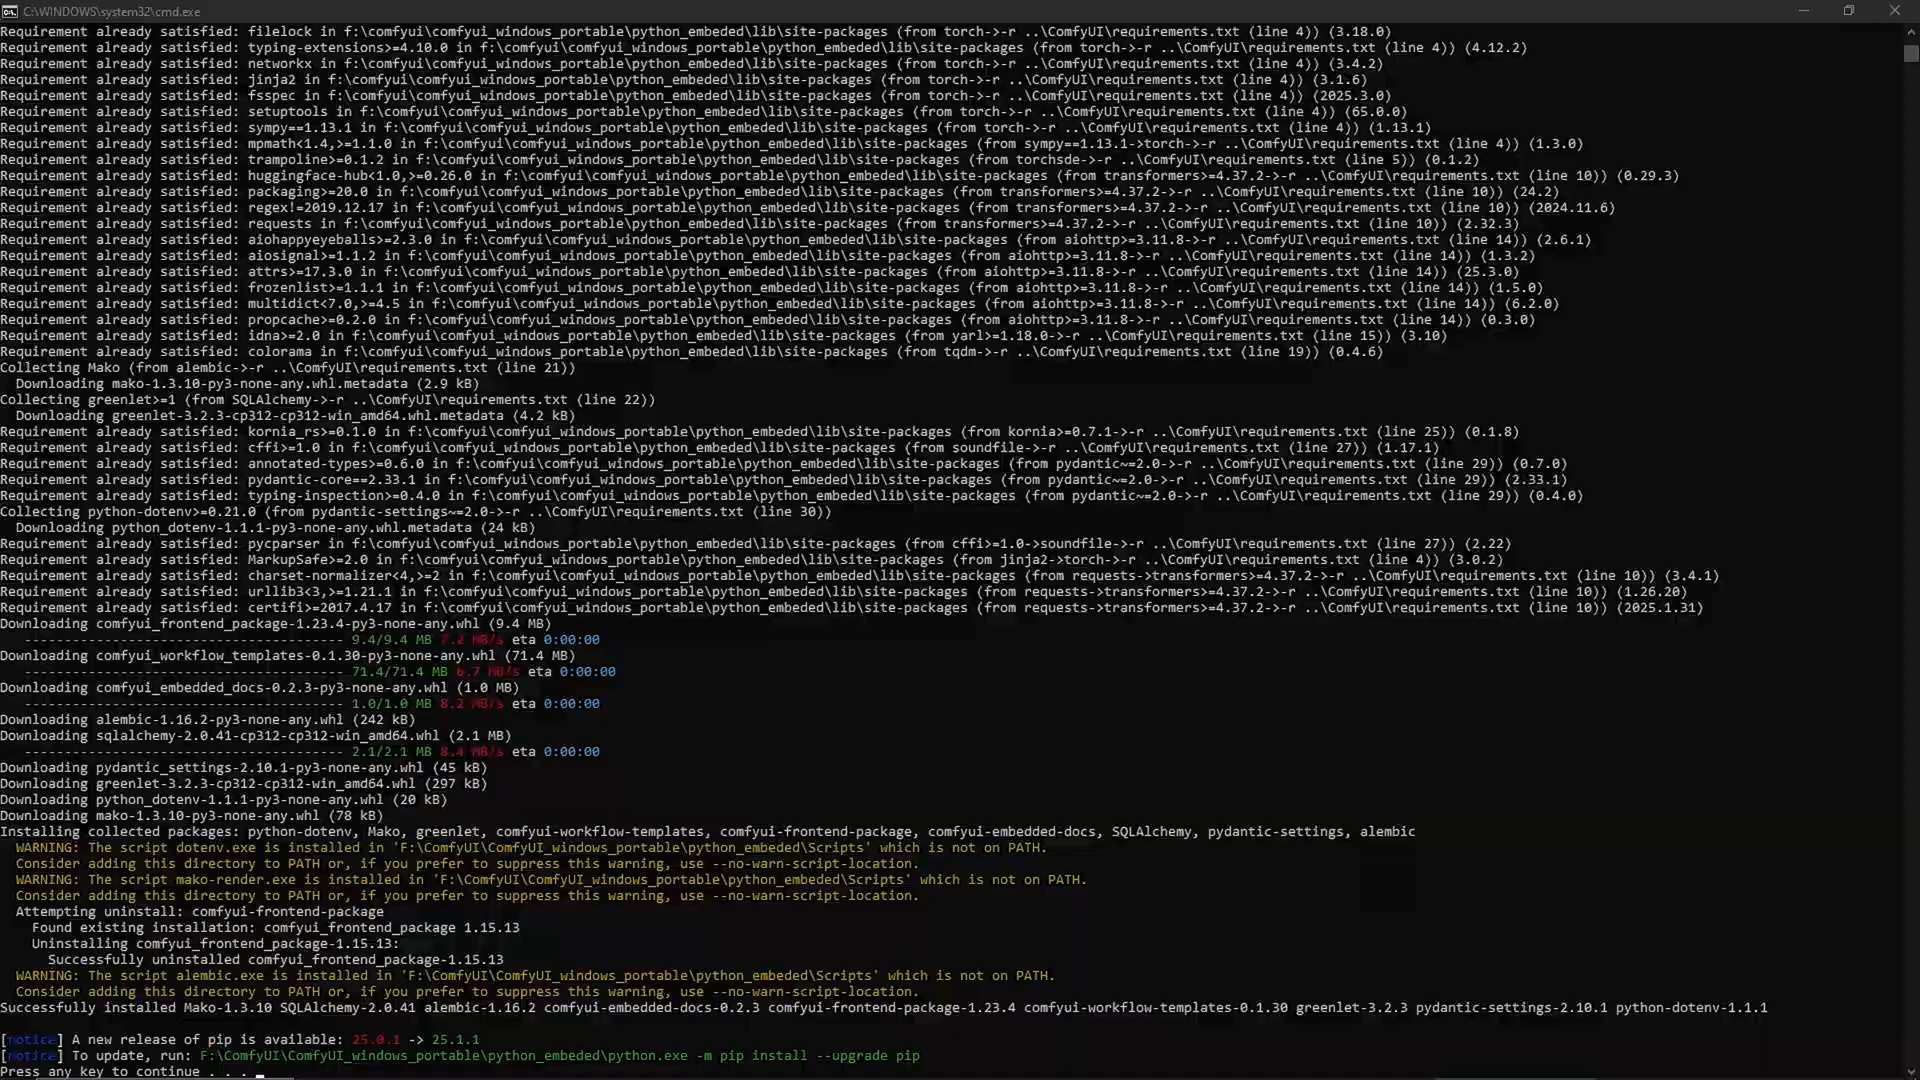 C:\WINDOWS\system32\cmd.exe
Requirement already satisfied: filelock in f:\comfyui\comfyui_windows_portable\python_embeded\lib\site-packages (from torch->-r ..\ComfyUI\requirements.txt (line 4)) (3.18.0)
Requirement already satisfied: typing-extensions>=4.10.0 in f:\comfyui\comfyui_windows_portable\python_embeded\lib\site-packages (from torch->-r ..\ComfyUI\requirements.txt (line 4)) (4.12.2)
Requirement already satisfied: networkx in f:\comfyui\comfyui_windows_portable\python_embeded\lib\site-packages (from torch->-r ..\ComfyUI\requirements.txt (line 4)) (3.4.2)
Requirement already satisfied: jinja2 in f:\comfyui\comfyui_windows_portable\python_embeded\lib\site-packages (from torch->-r ..\ComfyUI\requirements.txt (line 4)) (3.1.6)
Requirement already satisfied: fsspec in f:\comfyui\comfyui_windows_portable\python_embeded\lib\site-packages (from torch->-r ..\ComfyUI\requirements.txt (line 4)) (2025.3.0)
Requirement already satisfied: setuptools in f:\comfyui\comfyui_windows_portable\python_embeded\lib\site-packages (from torch->-r ..\ComfyUI\requirements.txt (line 4)) (65.0.0)
Requirement already satisfied: sympy==1.13.1 in f:\comfyui\comfyui_windows_portable\python_embeded\lib\site-packages (from torch->-r ..\ComfyUI\requirements.txt (line 4)) (1.13.1)
Requirement already satisfied: mpmath<1.4,>=1.1.0 in f:\comfyui\comfyui_windows_portable\python_embeded\lib\site-packages (from sympy==1.13.1->torch->-r ..\ComfyUI\requirements.txt (line 4)) (1.3.0)
Requirement already satisfied: trampoline>=0.1.2 in f:\comfyui\comfyui_windows_portable\python_embeded\lib\site-packages (from torchsde->-r ..\ComfyUI\requirements.txt (line 5)) (0.1.2)
Requirement already satisfied: huggingface-hub<1.0,>=0.26.0 in f:\comfyui\comfyui_windows_portable\python_embeded\lib\site-packages (from transformers>=4.37.2->-r ..\ComfyUI\requirements.txt (line 10)) (0.29.3)
Requirement already satisfied: packaging>=20.0 in f:\comfyui\comfyui_windows_portable\python_embeded\lib\site-packages (from transformers>=4.37.2->-r ..\ComfyUI\requirements.txt (line 10)) (24.2)
Requirement already satisfied: regex!=2019.12.17 in f:\comfyui\comfyui_windows_portable\python_embeded\lib\site-packages (from transformers>=4.37.2->-r ..\ComfyUI\requirements.txt (line 10)) (2024.11.6)
Requirement already satisfied: requests in f:\comfyui\comfyui_windows_portable\python_embeded\lib\site-packages (from transformers>=4.37.2->-r ..\ComfyUI\requirements.txt (line 10)) (2.32.3)
Requirement already satisfied: aiohappyeyeballs>=2.3.0 in f:\comfyui\comfyui_windows_portable\python_embeded\lib\site-packages (from aiohttp>=3.11.8->-r ..\ComfyUI\requirements.txt (line 14)) (2.6.1)
Requirement already satisfied: aiosignal>=1.1.2 in f:\comfyui\comfyui_windows_portable\python_embeded\lib\site-packages (from aiohttp>=3.11.8->-r ..\ComfyUI\requirements.txt (line 14)) (1.3.2)
Requirement already satisfied: attrs>=17.3.0 in f:\comfyui\comfyui_windows_portable\python_embeded\lib\site-packages (from aiohttp>=3.11.8->-r ..\ComfyUI\requirements.txt (line 14)) (25.3.0)
Requirement already satisfied: frozenlist>=1.1.1 in f:\comfyui\comfyui_windows_portable\python_embeded\lib\site-packages (from aiohttp>=3.11.8->-r ..\ComfyUI\requirements.txt (line 14)) (1.5.0)
Requirement already satisfied: multidict<7.0,>=4.5 in f:\comfyui\comfyui_windows_portable\python_embeded\lib\site-packages (from aiohttp>=3.11.8->-r ..\ComfyUI\requirements.txt (line 14)) (6.2.0)
Requirement already satisfied: propcache>=0.2.0 in f:\comfyui\comfyui_windows_portable\python_embeded\lib\site-packages (from aiohttp>=3.11.8->-r ..\ComfyUI\requirements.txt (line 14)) (0.3.0)
Requirement already satisfied: idna>=2.0 in f:\comfyui\comfyui_windows_portable\python_embeded\lib\site-packages (from yarl>=1.18.0->-r ..\ComfyUI\requirements.txt (line 15)) (3.10)
Requirement already satisfied: colorama in f:\comfyui\comfyui_windows_portable\python_embeded\lib\site-packages (from tqdm->-r ..\ComfyUI\requirements.txt (line 19)) (0.4.6)
Collecting Mako (from alembic->-r ..\ComfyUI\requirements.txt (line 21))
Downloading mako-1.3.10-py3-none-any.whl.metadata (2.9 kB)
Collecting greenlet>=1 (from SQLAlchemy->-r ..\ComfyUI\requirements.txt (line 22))
Downloading greenlet-3.2.3-cp312-cp312-win_amd64.whl.metadata (4.2 kB)
Requirement already satisfied: kornia_rs>=0.1.0 in f:\comfyui\comfyui_windows_portable\python_embeded\lib\site-packages (from kornia>=0.7.1->-r ..\ComfyUI\requirements.txt (line 25)) (0.1.8)
Requirement already satisfied: cffi>=1.0 in f:\comfyui\comfyui_windows_portable\python_embeded\lib\site-packages (from soundfile->-r ..\ComfyUI\requirements.txt (line 27)) (1.17.1)
Requirement already satisfied: annotated-types>=0.6.0 in f:\comfyui\comfyui_windows_portable\python_embeded\lib\site-packages (from pydantic~=2.0->-r ..\ComfyUI\requirements.txt (line 29)) (0.7.0)
Requirement already satisfied: pydantic-core==2.33.1 in f:\comfyui\comfyui_windows_portable\python_embeded\lib\site-packages (from pydantic~=2.0->-r ..\ComfyUI\requirements.txt (line 29)) (2.33.1)
Requirement already satisfied: typing-inspection>=0.4.0 in f:\comfyui\comfyui_windows_portable\python_embeded\lib\site-packages (from pydantic~=2.0->-r ..\ComfyUI\requirements.txt (line 29)) (0.4.0)
Collecting python-dotenv>=0.21.0 (from pydantic-settings~=2.0->-r ..\ComfyUI\requirements.txt (line 30))
Downloading python_dotenv-1.1.1-py3-none-any.whl.metadata (24 kB)
Requirement already satisfied: pycparser in f:\comfyui\comfyui_windows_portable\python_embeded\lib\site-packages (from cffi>=1.0->soundfile->-r ..\ComfyUI\requirements.txt (line 27)) (2.22)
Requirement already satisfied: MarkupSafe>=2.0 in f:\comfyui\comfyui_windows_portable\python_embeded\lib\site-packages (from jinja2->torch->-r ..\ComfyUI\requirements.txt (line 4)) (3.0.2)
Requirement already satisfied: charset-normalizer<4,>=2 in f:\comfyui\comfyui_windows_portable\python_embeded\lib\site-packages (from requests->transformers>=4.37.2->-r ..\ComfyUI\requirements.txt (line 10)) (3.4.1)
Requirement already satisfied: urllib3<3,>=1.21.1 in f:\comfyui\comfyui_windows_portable\python_embeded\lib\site-packages (from requests->transformers>=4.37.2->-r ..\ComfyUI\requirements.txt (line 10)) (1.26.20)
Requirement already satisfied: certifi>=2017.4.17 in f:\comfyui\comfyui_windows_portable\python_embeded\lib\site-packages (from requests->transformers>=4.37.2->-r ..\ComfyUI\requirements.txt (line 10)) (2025.1.31)
Downloading comfyui_frontend_package-1.23.4-py3-none-any.whl (9.4 MB)
---------------------------------------- 9.4/9.4 MB 7.2 MB/s eta 0:00:00
Downloading comfyui_workflow_templates-0.1.30-py3-none-any.whl (71.4 MB)
---------------------------------------- 71.4/71.4 MB 6.7 MB/s eta 0:00:00
Downloading comfyui_embedded_docs-0.2.3-py3-none-any.whl (1.0 MB)
---------------------------------------- 1.0/1.0 MB 8.2 MB/s eta 0:00:00
Downloading alembic-1.16.2-py3-none-any.whl (242 kB)
Downloading sqlalchemy-2.0.41-cp312-cp312-win_amd64.whl (2.1 MB)
---------------------------------------- 2.1/2.1 MB 8.4 MB/s eta 0:00:00
Downloading pydantic_settings-2.10.1-py3-none-any.whl (45 kB)
Downloading greenlet-3.2.3-cp312-cp312-win_amd64.whl (297 kB)
Downloading python_dotenv-1.1.1-py3-none-any.whl (20 kB)
Downloading mako-1.3.10-py3-none-any.whl (78 kB)
Installing collected packages: python-dotenv, Mako, greenlet, comfyui-workflow-templates, comfyui-frontend-package, comfyui-embedded-docs, SQLAlchemy, pydantic-settings, alembic
WARNING: The script dotenv.exe is installed in 'F:\ComfyUI\ComfyUI_windows_portable\python_embeded\Scripts' which is not on PATH.
Consider adding this directory to PATH or, if you prefer to suppress this warning, use --no-warn-script-location.
WARNING: The script mako-render.exe is installed in 'F:\ComfyUI\ComfyUI_windows_portable\python_embeded\Scripts' which is not on PATH.
Consider adding this directory to PATH or, if you prefer to suppress this warning, use --no-warn-script-location.
Attempting uninstall: comfyui-frontend-package
Found existing installation: comfyui_frontend_package 1.15.13
Uninstalling comfyui_frontend_package-1.15.13:
Successfully uninstalled comfyui_frontend_package-1.15.13
WARNING: The script alembic.exe is installed in 'F:\ComfyUI\ComfyUI_windows_portable\python_embeded\Scripts' which is not on PATH.
Consider adding this directory to PATH or, if you prefer to suppress this warning, use --no-warn-script-location.
Successfully installed Mako-1.3.10 SQLAlchemy-2.0.41 alembic-1.16.2 comfyui-embedded-docs-0.2.3 comfyui-frontend-package-1.23.4 comfyui-workflow-templates-0.1.30 greenlet-3.2.3 pydantic-settings-2.10.1 python-dotenv-1.1.1
[notice] A new release of pip is available: 25.0.1 -> 25.1.1
[notice] To update, run: F:\ComfyUI\ComfyUI_windows_portable\python_embeded\python.exe -m pip install --upgrade pip
Press any key to continue . . .